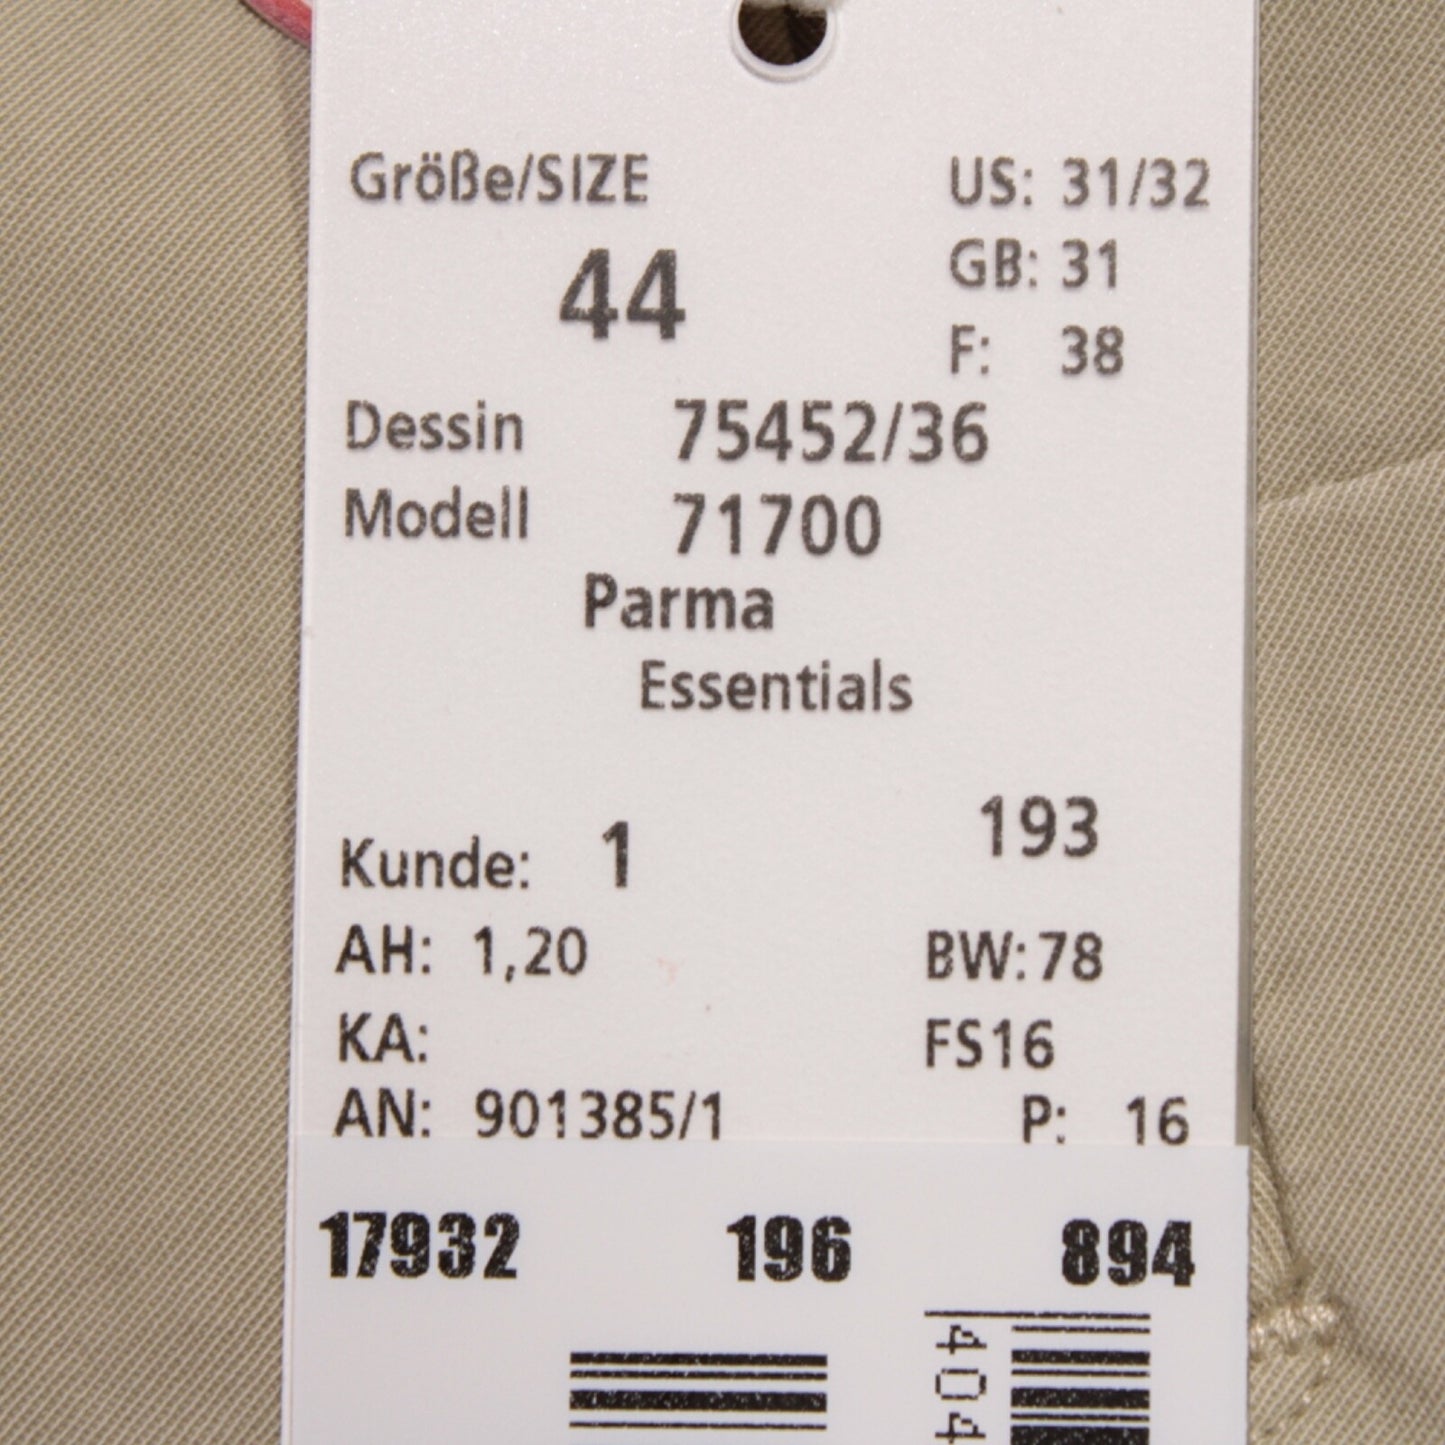 Größe/SIZE
44
US: 31/32
GB: 31
F: 38
Dessin 75452/36
Modell 71700
Parma
Essentials
193
Kunde: 1
AH: 1,20 BW: 78
KA: FS16
AN: 901385/1 P: 16
17932 196 894
404